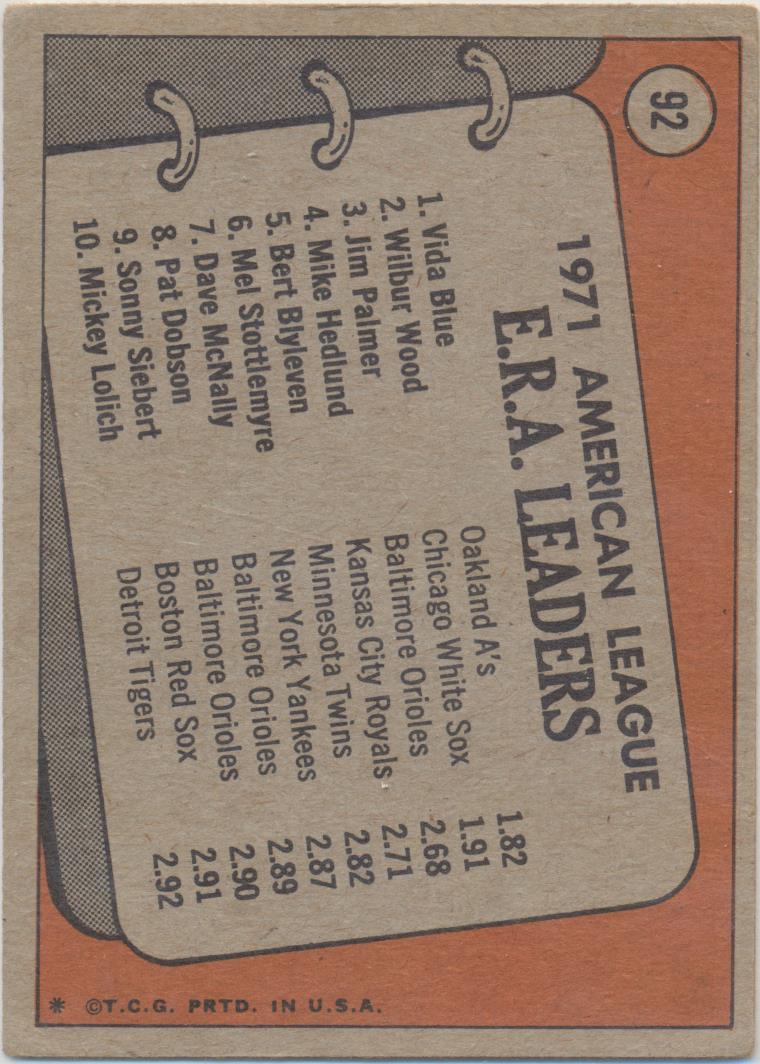 92
1971 AMERICAN LEAGUE
E.R.A. LEADERS
1. Vida Blue Oakland A's 1.82
2. Wilbur Wood Chicago White Sox 1.91
3. Jim Palmer Baltimore Orioles 2.68
4. Mike Hedlund Kansas City Royals 2.71
5. Bert Blyleven Minnesota Twins 2.82
6. Mel Stottlemyre New York Yankees 2.87
7. Dave McNally Baltimore Orioles 2.89
8. Pat Dobson Baltimore Orioles 2.90
9. Sonny Siebert Boston Red Sox 2.91
10. Mickey Lolich Detroit Tigers 2.92
* ©T.C.G. PRTD. IN U.S.A.